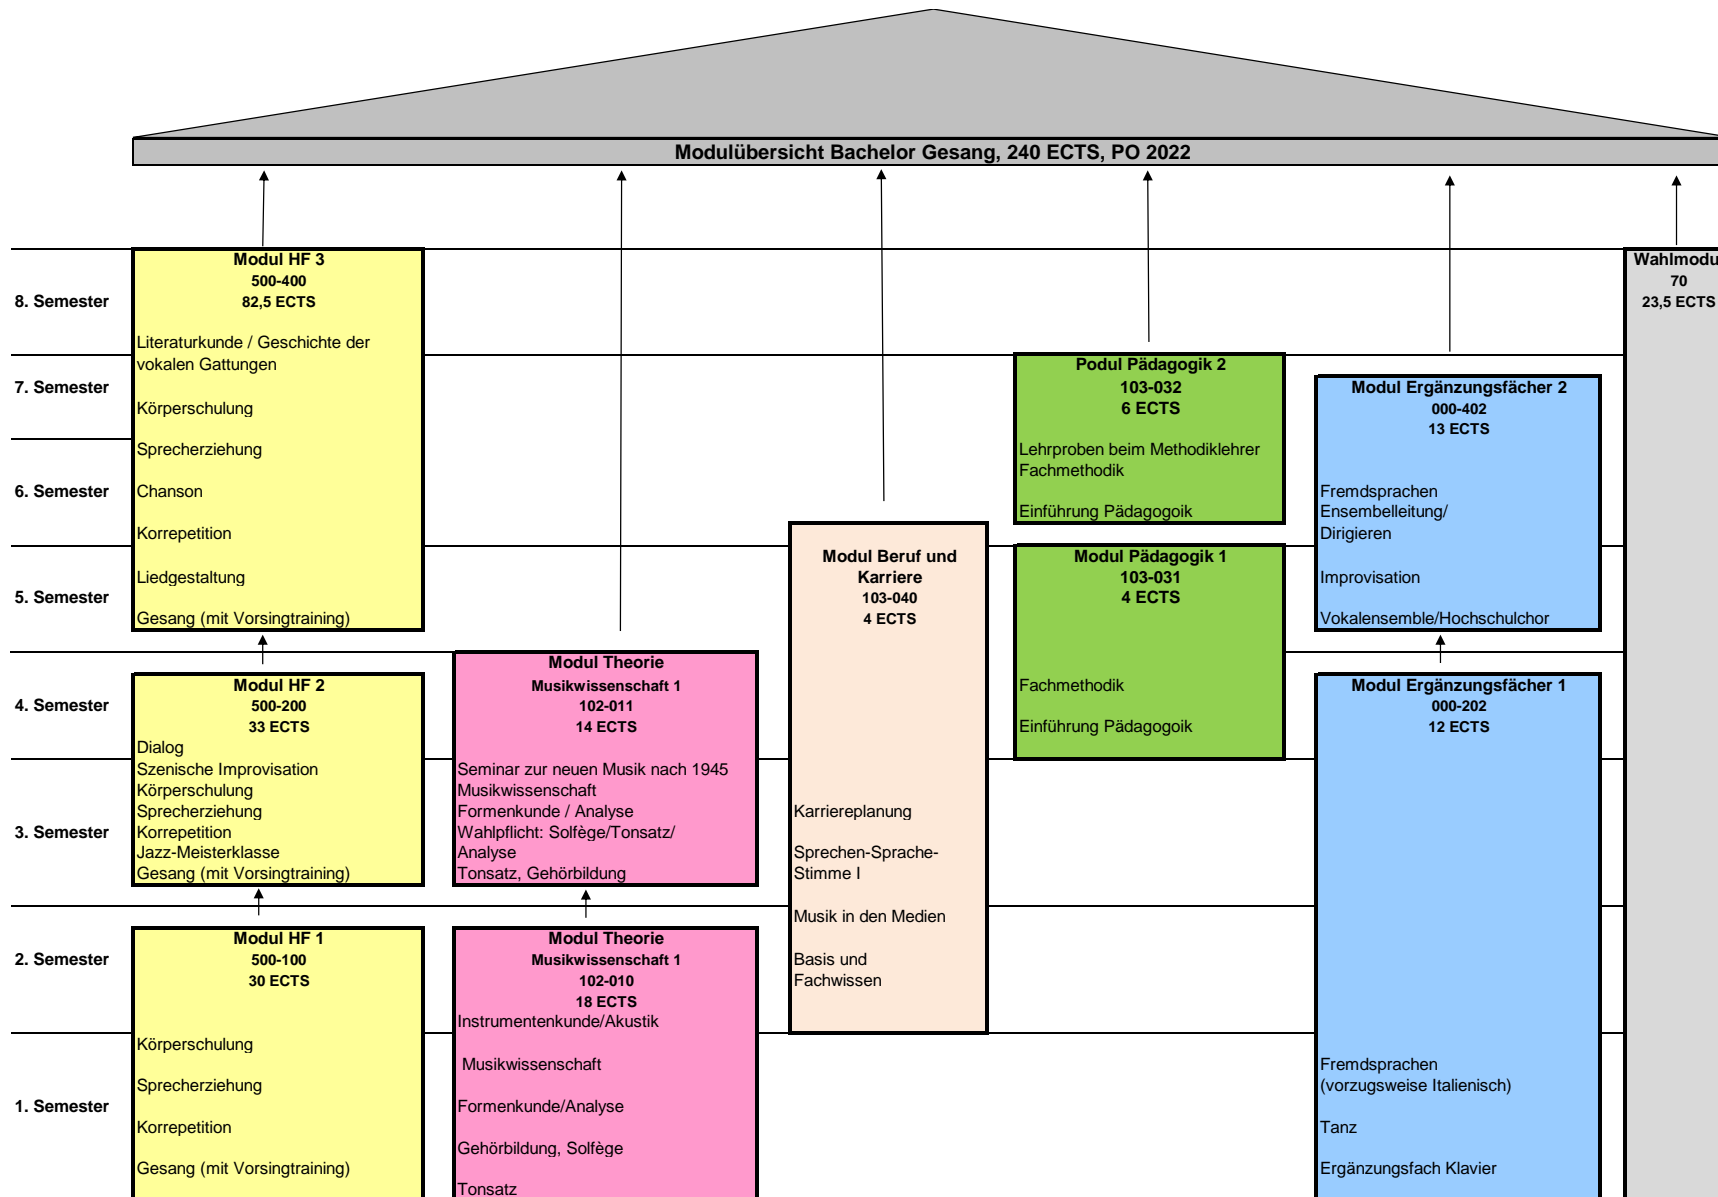 Modulübersicht Bachelor Gesang, 240 ECTS, PO 2022
8. Semester
7. Semester
6. Semester
5. Semester
4. Semester
3. Semester
2. Semester
1. Semester
Modul HF 3
500-400
82,5 ECTS
Literaturkunde / Geschichte der
vokalen Gattungen
Körperschulung
Sprecherziehung
Chanson
Korrepetition
Liedgestaltung
Gesang (mit Vorsingtraining)
Modul HF 2
500-200
33 ECTS
Dialog
Szenische Improvisation
Körperschulung
Sprecherziehung
Korrepetition
Jazz-Meisterklasse
Gesang (mit Vorsingtraining)
Modul HF 1
500-100
30 ECTS
Körperschulung
Sprecherziehung
Korrepetition
Gesang (mit Vorsingtraining)
Modul Theorie
Musikwissenschaft 1
102-011
14 ECTS
Seminar zur neuen Musik nach 1945
Musikwissenschaft
Formenkunde / Analyse
Wahlpflicht: Solfège/Tonsatz/
Analyse
Tonsatz, Gehörbildung
Modul Theorie
Musikwissenschaft 1
102-010
18 ECTS
Instrumentenkunde/Akustik
Musikwissenschaft
Formenkunde/Analyse
Gehörbildung, Solfège
Tonsatz
Modul Beruf und
Karriere
103-040
4 ECTS
Karriereplanung
Sprechen-Sprache-
Stimme I
Musik in den Medien
Basis und
Fachwissen
Podul Pädagogik 2
103-032
6 ECTS
Lehrproben beim Methodiklehrer
Fachmethodik
Einführung Pädagogoik
Modul Pädagogik 1
103-031
4 ECTS
Fachmethodik
Einführung Pädagogoik
Modul Ergänzungsfächer 2
000-402
13 ECTS
Fremdsprachen
Ensembelleitung/
Dirigieren
Improvisation
Vokalensemble/Hochschulchor
Modul Ergänzungsfächer 1
000-202
12 ECTS
Fremdsprachen
(vorzugsweise Italienisch)
Tanz
Ergänzungsfach Klavier
Wahlmodu
70
23,5 ECTS